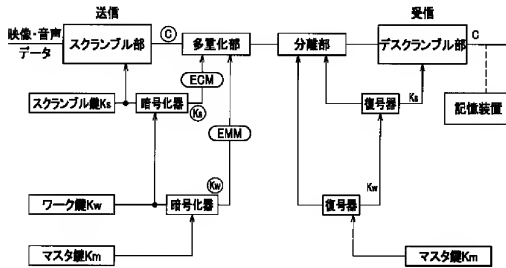 送信
受信
映像・音声
データ
スクランブル部
C
多重化部
分離部
デスクランブル部
C
ECM
スクランブル鍵Ks
暗号化器
Ks
復号器
Ks
記憶装置
EMM
Kw
Kw
ワーク鍵Kw
暗号化器
復号器
マスタ鍵Km
マスタ鍵Km